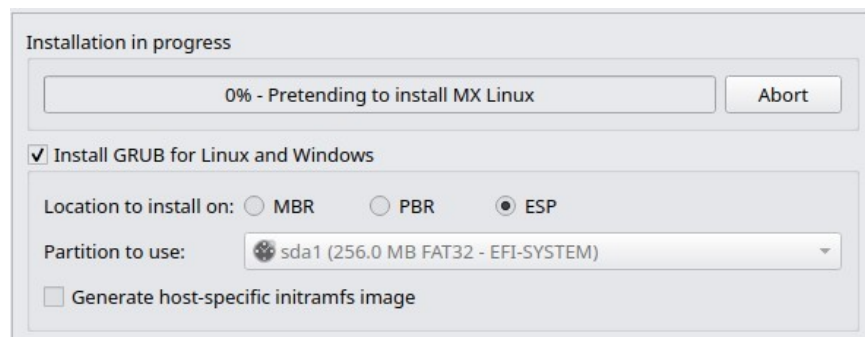 Installation in progress
0% - Pretending to install MX Linux Abort
Install GRUB for Linux and Windows
Location to install on: MBR PBR ESP
Partition to use: sda1 (256.0 MB FAT32 - EFI-SYSTEM)
Generate host-specific initramfs image